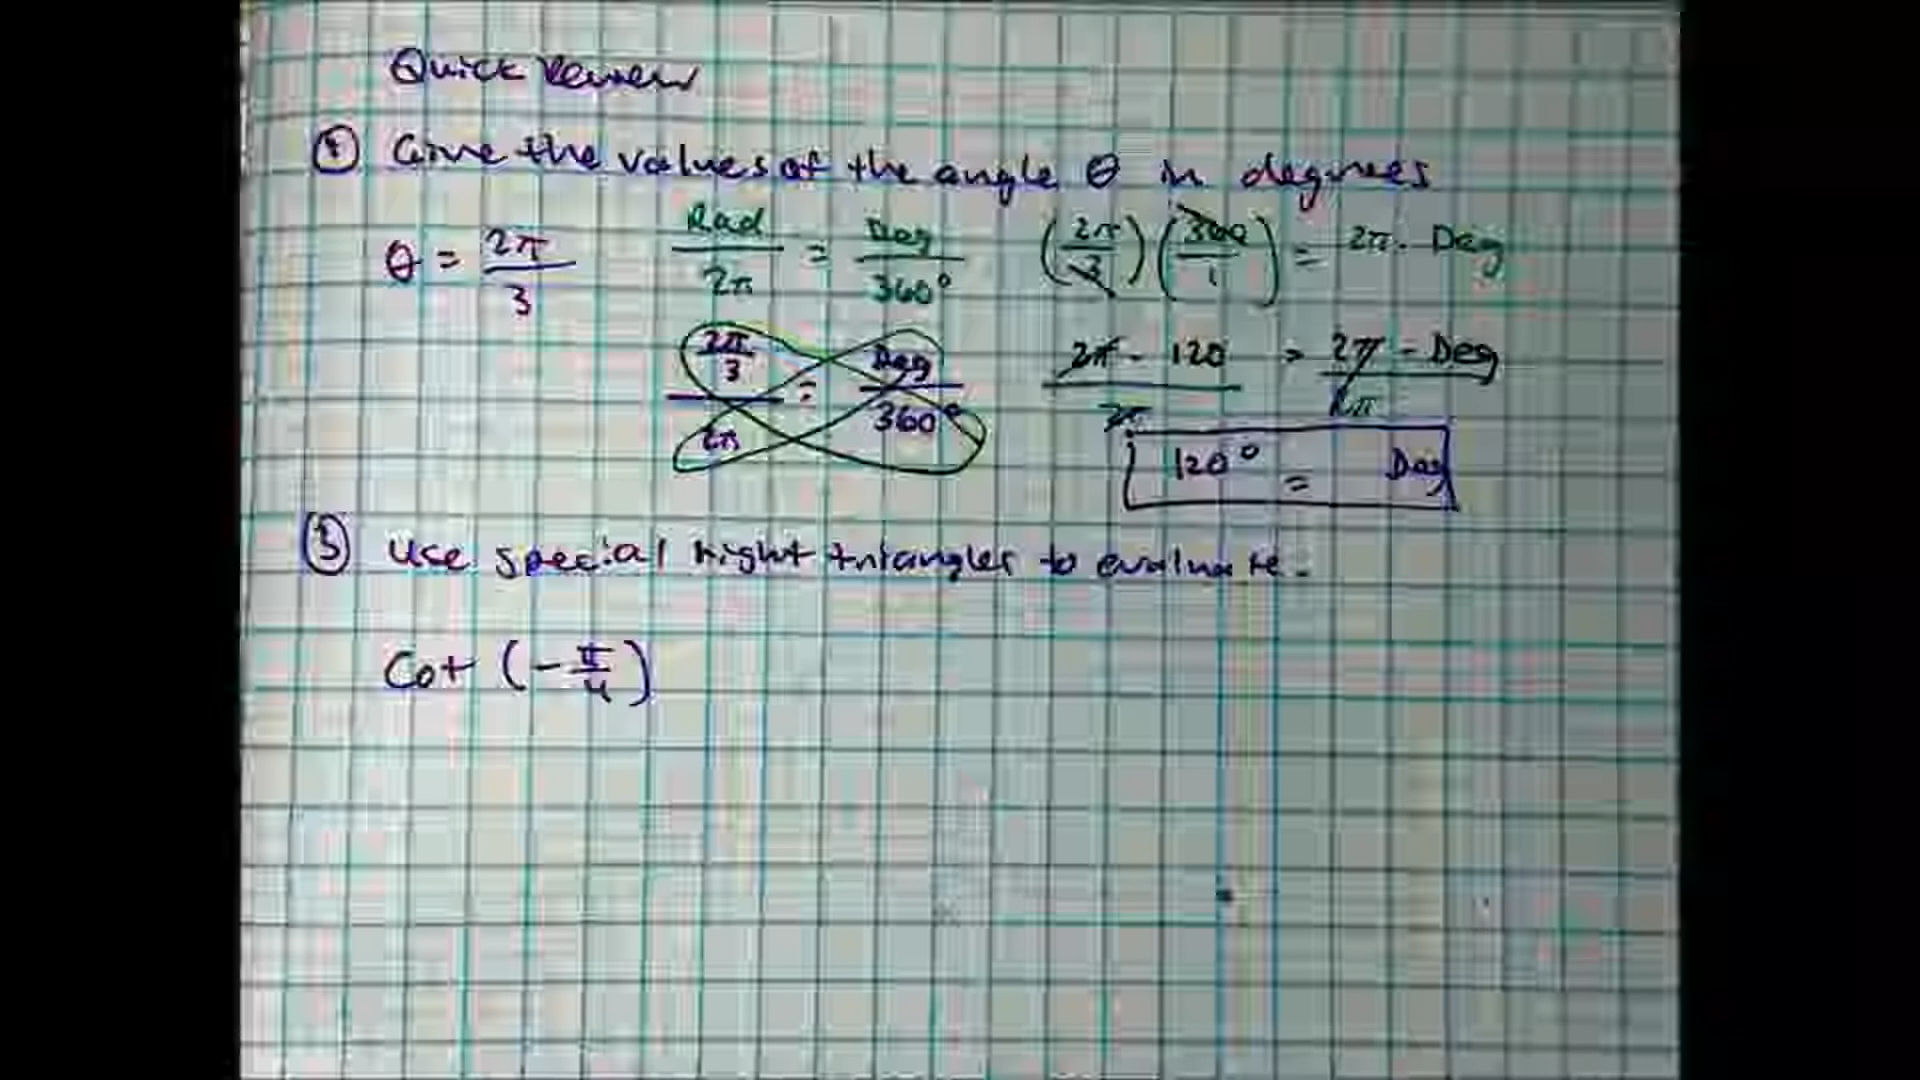 Quick Review
① Give the values of the angle θ in degrees
θ = 2π/3
Rad/2π = Deg/360°
(2π/3)(360/1) = 2π · Deg
2π/3/2π = Deg/360°
2π · 120/2π = 2π · Deg/2π
120° = Deg
③ Use special right triangles to evaluate.
Cot (-π/4)